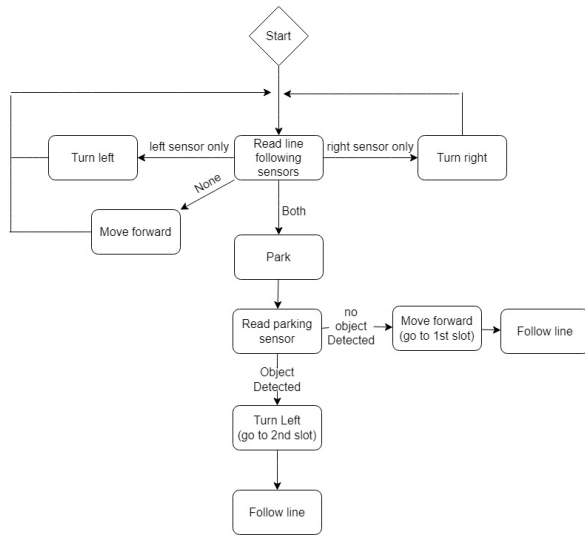 Start
left sensor only
right sensor only
Turn left
Read line
following
sensors
Turn right
None
Both
Move forward
Park
Read parking
sensor
no
object
Detected
Move forward
(go to 1st slot)
Follow line
Object
Detected
Turn Left
(go to 2nd slot)
Follow line